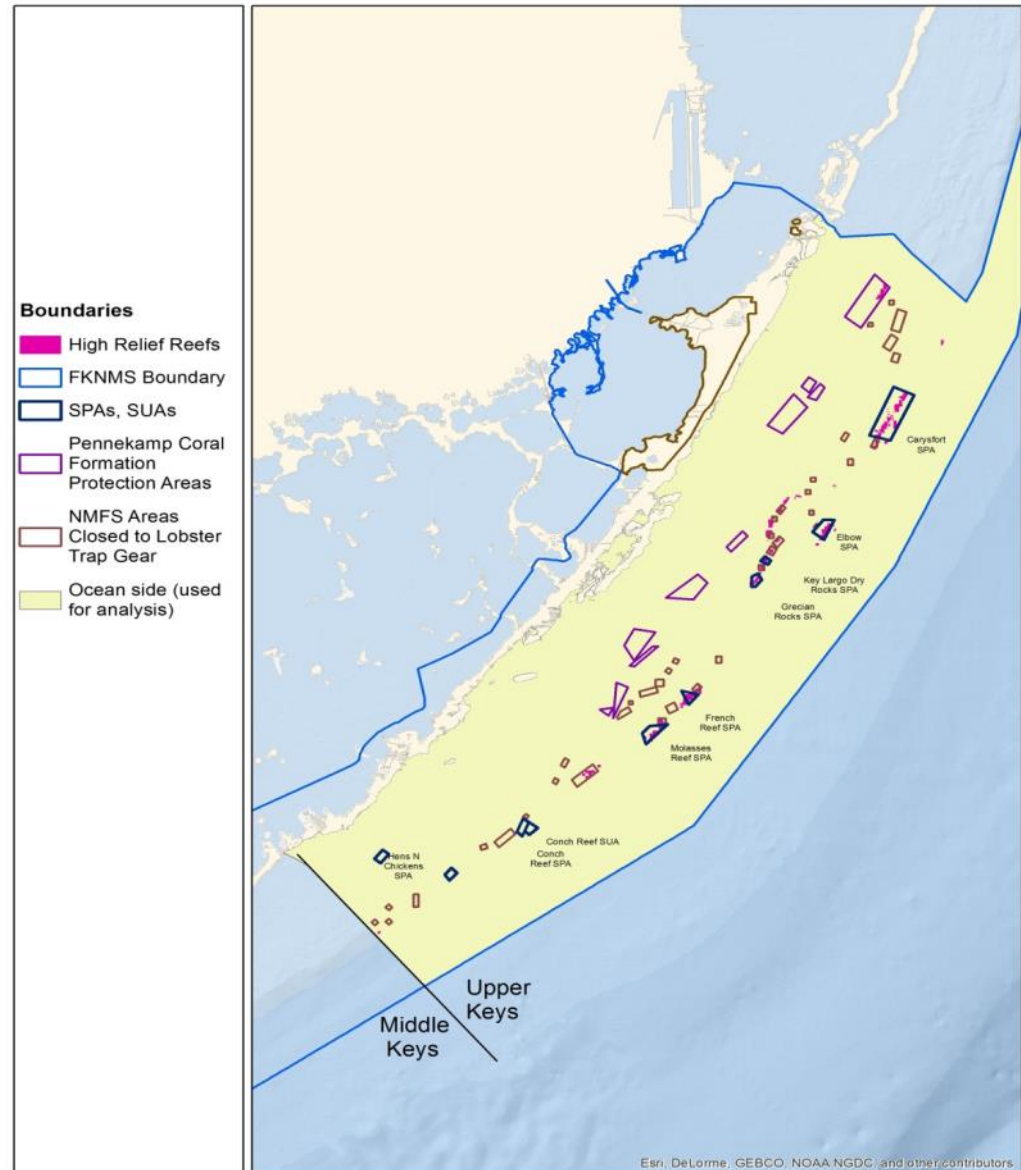 Boundaries
High Relief Reefs
FKNMS Boundary
SPAs, SUAs
Pennekamp Coral
Formation
Protection Areas
NMFS Areas
Closed to Lobster
Trap Gear
Ocean side (used
for analysis)
Carysfort
SPA
Elbow
SPA
Key Largo Dry
Rocks SPA
Grecian
Rocks SPA
French
Reef SPA
Molasses
Reef SPA
Conch Reef SUA
Conch
Reef SPA
Hens N
Chickens
SPA
Upper
Keys
Middle
Keys
Esri, DeLorme, GEBCO, NOAA NGDC, and other contributors